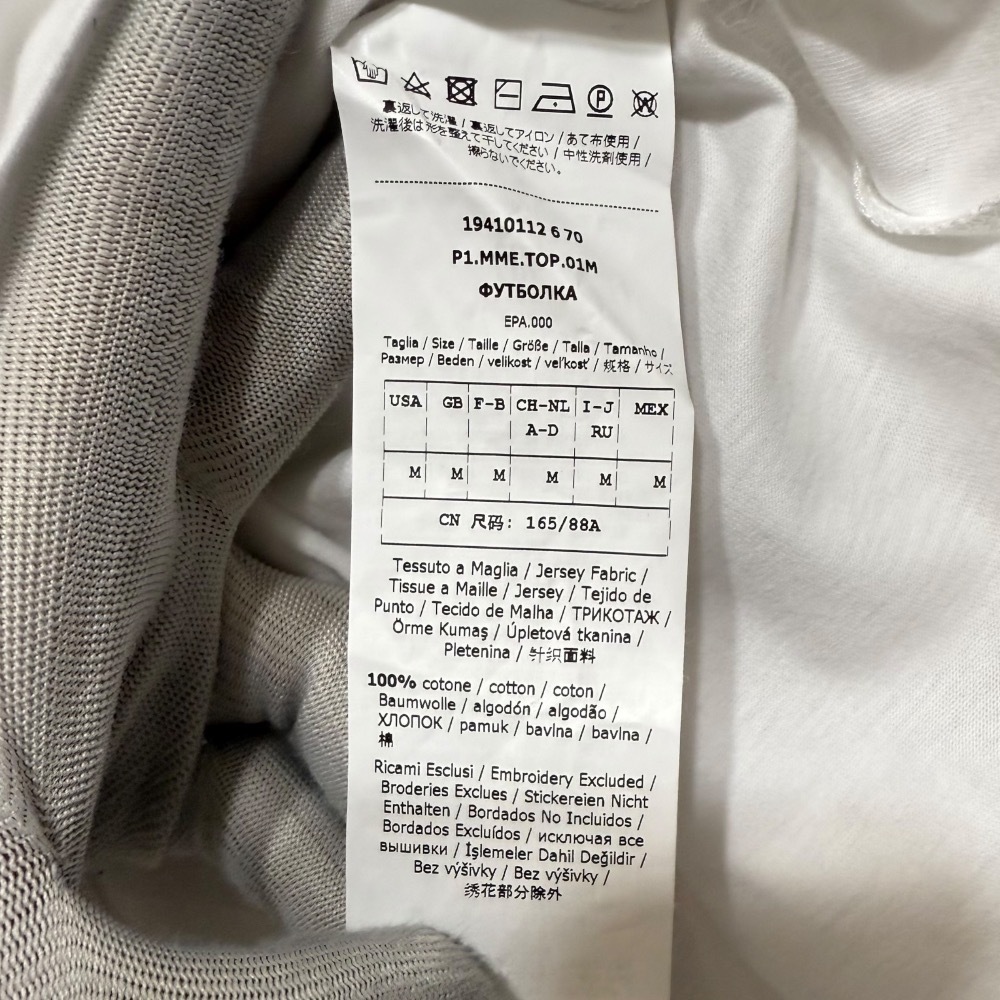 裏返して洗濯 / 裏返してアイロン / あて布使用 /
洗濯後は形を整えて干してください / 中性洗剤使用 /
擦らないでください。
19410112 6 70
P1.MME.TOP.01M
ФУТБОЛКА
EPA.000
Taglia / Size / Taille / Größe / Talla / Tamanho /
Размер / Beden / velikost / veľkosť / 规格 / サイズ
USA GB F-B CH-NL I-J MEX
A-D RU
M M M M M M
CN 尺码: 165/88A
Tessuto a Maglia / Jersey Fabric /
Tissue a Maille / Jersey / Tejido de
Punto / Tecido de Malha / ТРИКОТАЖ /
Örme Kumaş / Úpletová tkanina /
Pletenina / 针织面料
100% cotone / cotton / coton /
Baumwolle / algodón / algodão /
ХЛОПОК / pamuk / bavlna / bavlna /
棉
Ricami Esclusi / Embroidery Excluded /
Broderies Exclues / Stickereien Nicht
Enthalten / Bordados No Incluidos /
Bordados Excluídos / исключая все
вышивки / İşlemeler Dahil Değildir /
Bez výšivky / Bez výšivky /
绣花部分除外